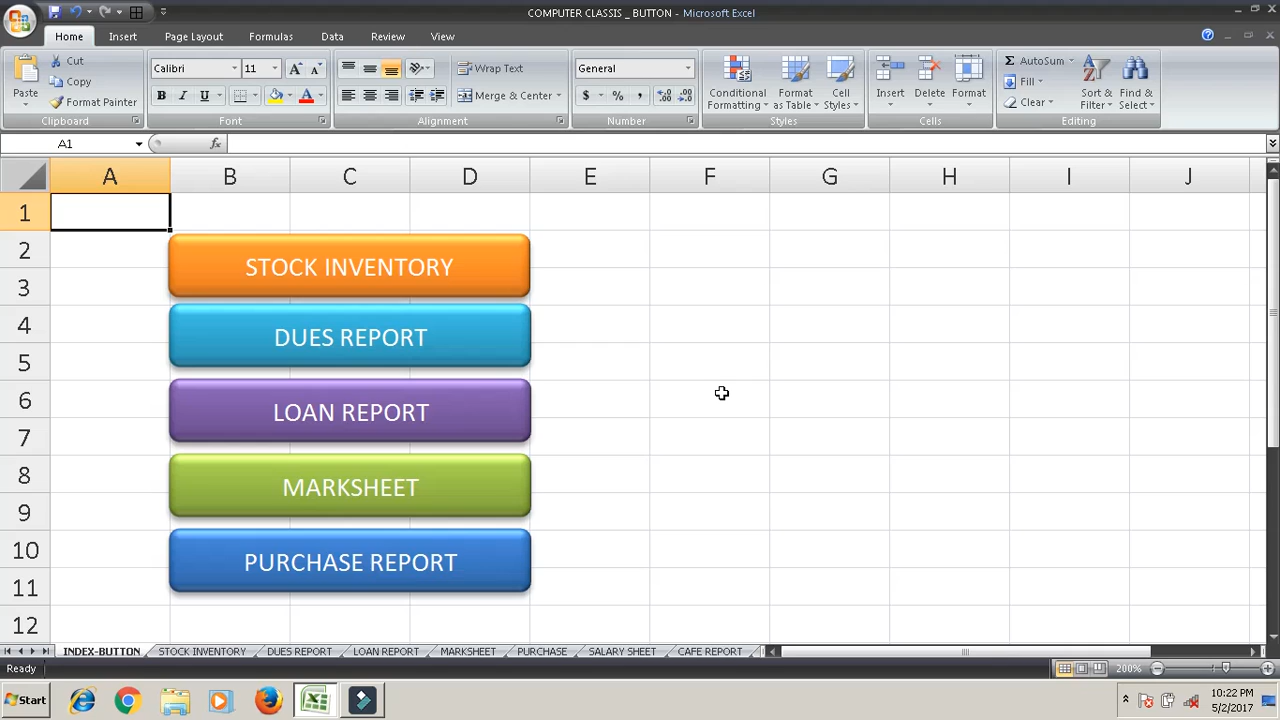 COMPUTER CLASSIS _ BUTTON - Microsoft Excel
Home Insert Page Layout Formulas Data Review View
Paste Cut Copy Format Painter
Clipboard
Calibri 11
B I U
Font
Wrap Text
Merge & Center
Alignment
General
$ % ,
Number
Conditional Formatting
Format as Table
Cell Styles
Styles
Insert Delete Format
Cells
AutoSum
Fill
Clear
Sort & Filter
Find & Select
Editing
A1 fx
A B C D E F G H I J
1
2
STOCK INVENTORY
3
4
DUES REPORT
5
6
LOAN REPORT
7
8
MARKSHEET
9
10
PURCHASE REPORT
11
12
INDEX-BUTTON STOCK INVENTORY DUES REPORT LOAN REPORT MARKSHEET PURCHASE SALARY SHEET CAFE REPORT
Ready 200%
Start 10:22 PM
5/2/2017